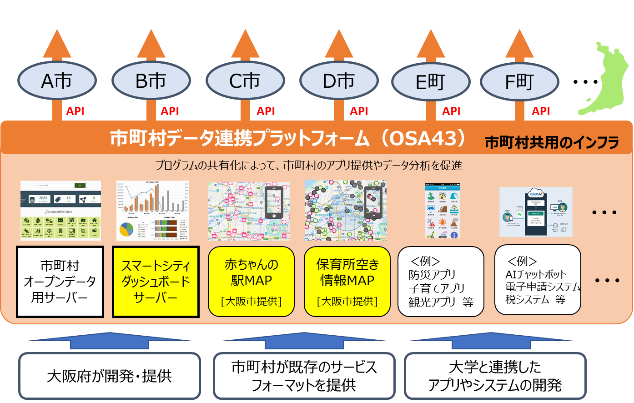 A市
B市
C市
D市
E町
F町
・・・
API
API
API
API
API
API
市町村データ連携プラットフォーム（OSA43）
市町村共用のインフラ
プログラムの共有化によって、市町村のアプリ提供やデータ分析を促進
・・・
市町村
オープンデータ
用サーバー
スマートシティ
ダッシュボード
サーバー
赤ちゃんの
駅MAP
[大阪市提供]
保育所空き
情報MAP
[大阪市提供]
＜例＞
防災アプリ
子育てアプリ
観光アプリ 等
＜例＞
AIチャットボット
電子申請システム
税システム 等
・・・
大阪府が開発・提供
市町村が既存のサービス
フォーマットを提供
大学と連携した
アプリやシステムの開発